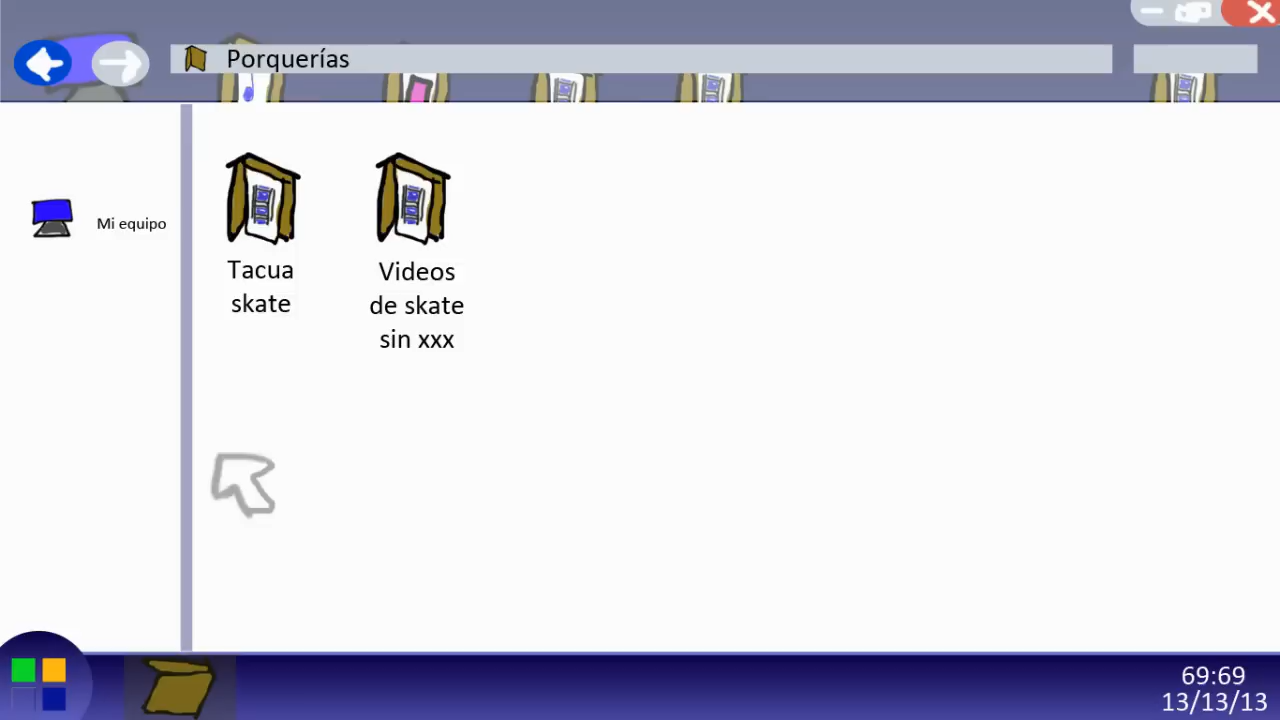 Porquerías
Mi equipo
Tacua
skate
Videos
de skate
sin xxx
69:69
13/13/13